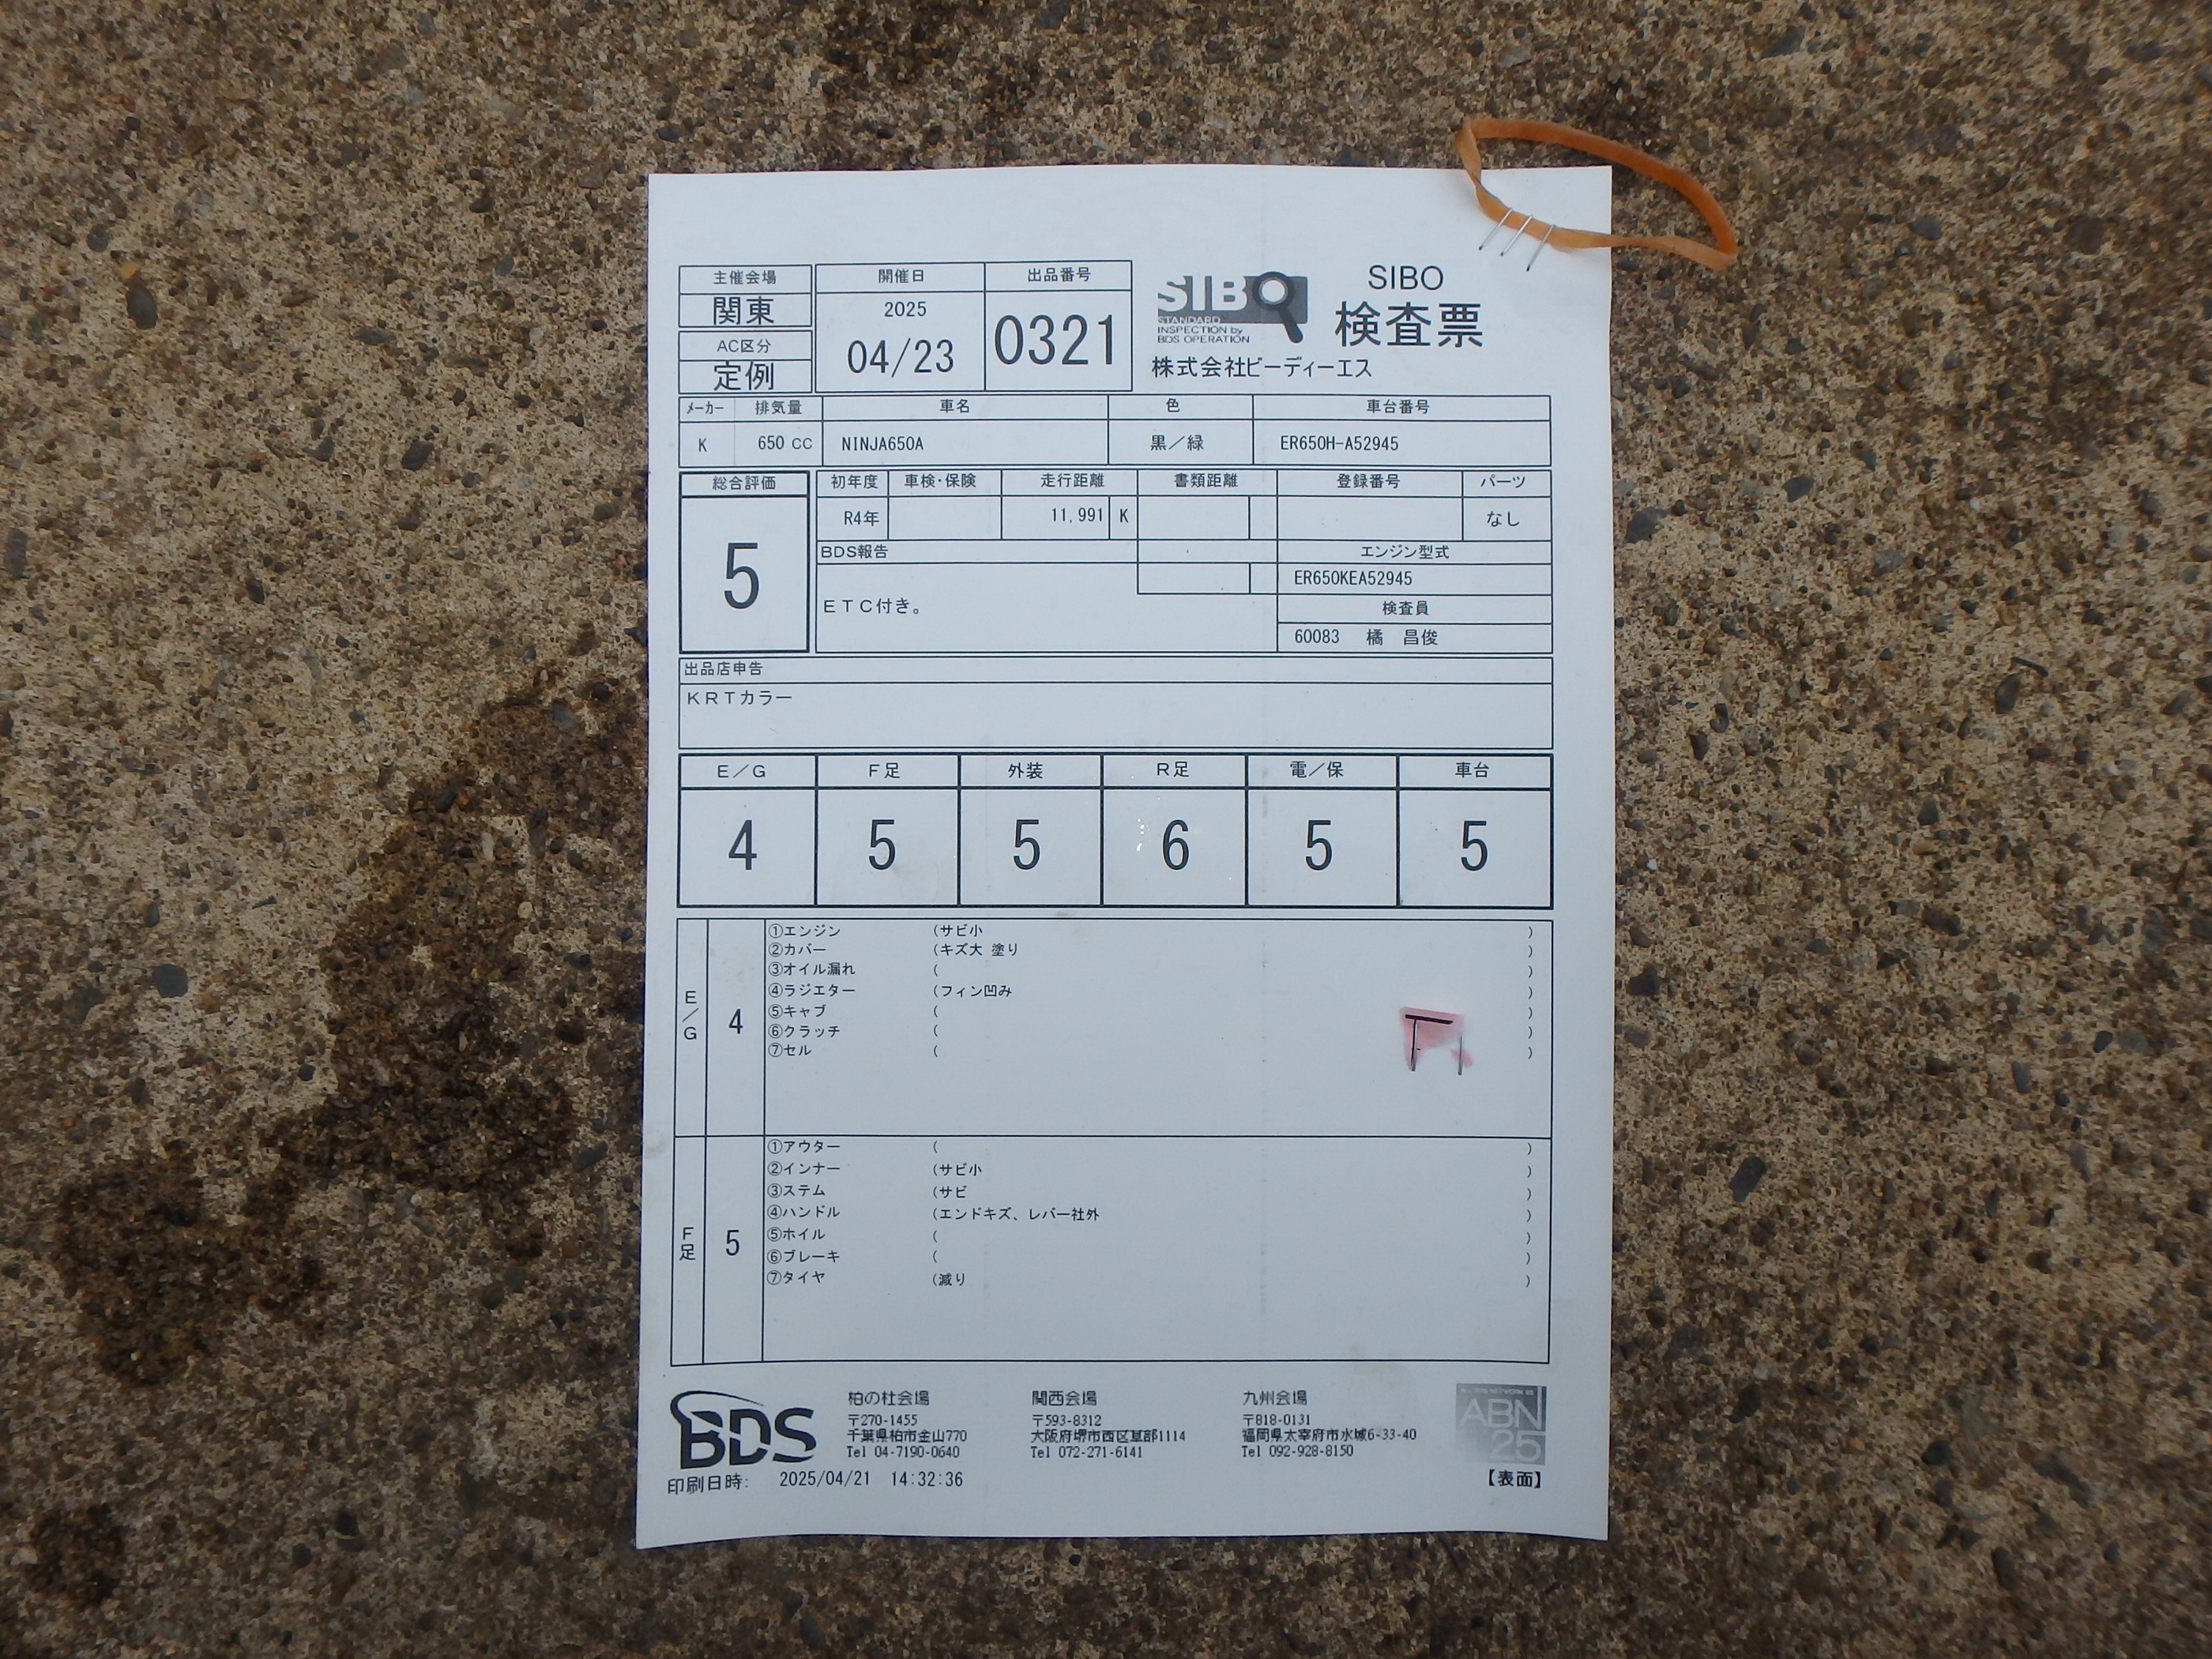 主催会場
関東
AC区分
定例
開催日
2025
04/23
出品番号
0321
SIBO
STANDARD
INSPECTION by
BDS OPERATION
SIBO
検査票
株式会社ビーディーエス
メーカー 排気量 車名 色 車台番号
K 650 CC NINJA650A 黒/緑 ER650H-A52945
総合評価
5
初年度 車検・保険 走行距離 書類距離 登録番号 パーツ
R4年 11,991 K なし
BDS報告
ETC付き。
エンジン型式
ER650KEA52945
検査員
60083 橘 昌俊
出品店申告
KRTカラー
E/G F足 外装 R足 電/保 車台
4 5 5 6 5 5
E/G 4
①エンジン (サビ小 )
②カバー (キズ大 塗り )
③オイル漏れ ( )
④ラジエター (フィン凹み )
⑤キャブ ( )
⑥クラッチ ( )
⑦セル ( )
F足 5
①アウター ( )
②インナー (サビ小 )
③ステム (サビ )
④ハンドル (エンドキズ、レバー社外 )
⑤ホイル ( )
⑥ブレーキ ( )
⑦タイヤ (減り )
BDS
柏の杜会場
〒270-1455
千葉県柏市金山770
Tel 04-7190-0640
関西会場
〒593-8312
大阪府堺市西区草部1114
Tel 072-271-6141
九州会場
〒818-0131
福岡県太宰府市水城6-33-40
Tel 092-928-8150
ABN
25
印刷日時: 2025/04/21 14:32:36
【表面】